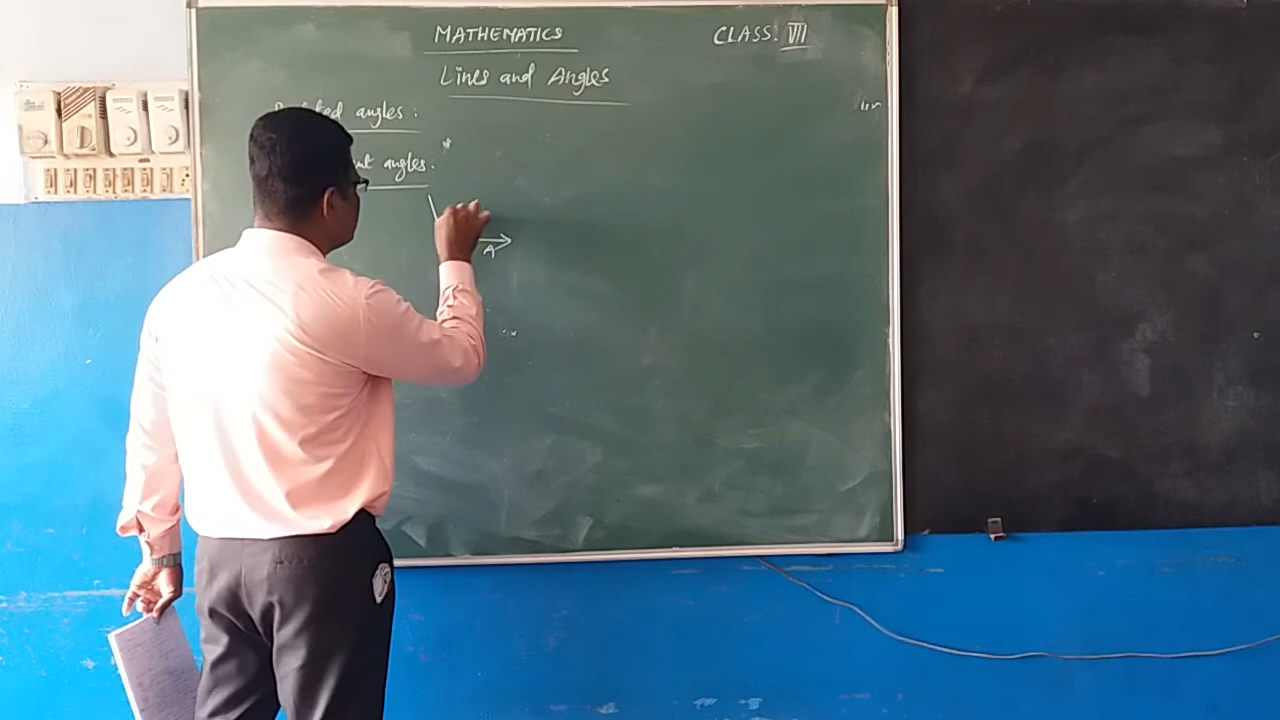 MATHEMATICS
CLASS: VII
Lines and Angles
angles:
angles:
A